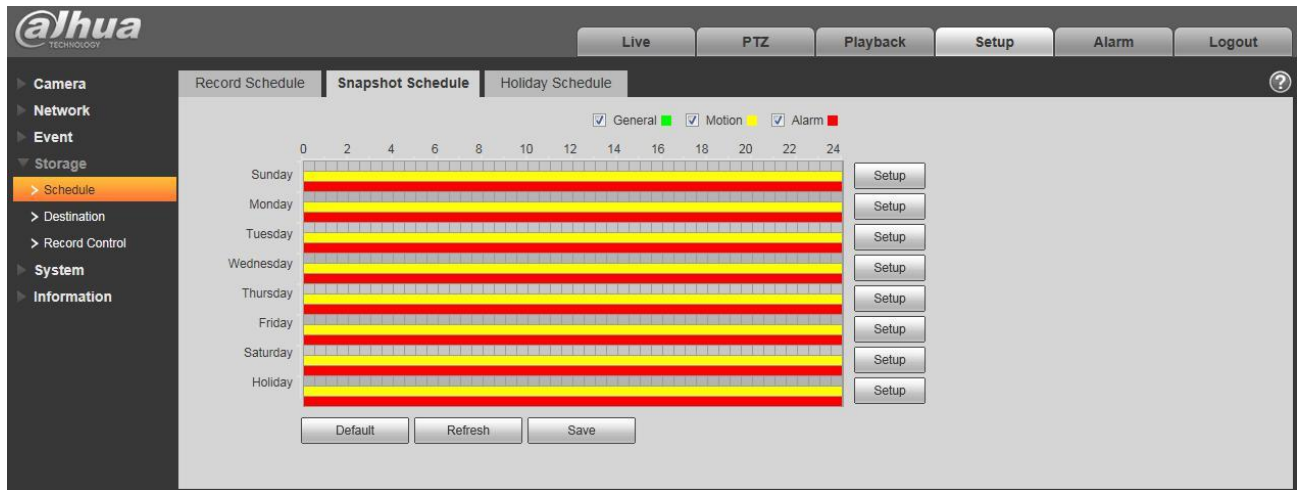 alhua
TECHNOLOGY
Live PTZ Playback Setup Alarm Logout
Camera
Network
Event
Storage
> Schedule
> Destination
> Record Control
System
Information
Record Schedule Snapshot Schedule Holiday Schedule ?
General Motion Alarm
0 2 4 6 8 10 12 14 16 18 20 22 24
Sunday Setup
Monday Setup
Tuesday Setup
Wednesday Setup
Thursday Setup
Friday Setup
Saturday Setup
Holiday Setup
Default Refresh Save